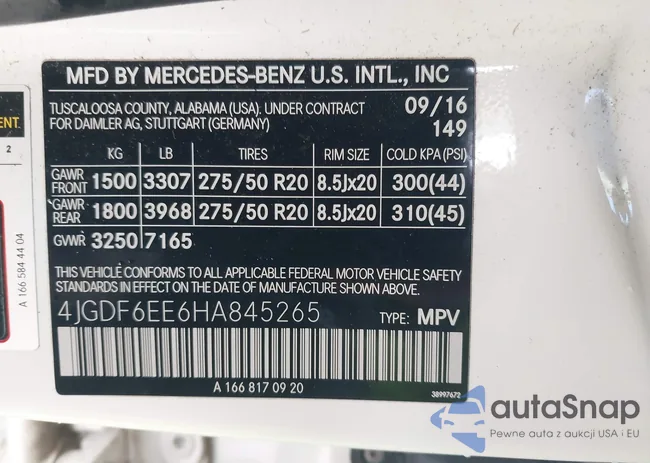 MFD BY MERCEDES-BENZ U.S. INTL., INC
TUSCALOOSA COUNTY, ALABAMA (USA). UNDER CONTRACT 09/16
FOR DAIMLER AG, STUTTGART (GERMANY) 149
KG LB TIRES RIM SIZE COLD KPA (PSI)
GAWR FRONT 1500 3307 275/50 R20 8.5Jx20 300(44)
GAWR REAR 1800 3968 275/50 R20 8.5Jx20 310(45)
GVWR 3250 7165
THIS VEHICLE CONFORMS TO ALL APPLICABLE FEDERAL MOTOR VEHICLE SAFETY
STANDARDS IN EFFECT ON THE DATE OF MANUFACTURE SHOWN ABOVE.
4JGDF6EE6HA845265 TYPE: MPV
A 166 817 09 20
38997672
ENT
2
A 166 584 44 04
autaSnap
Pewne auta z aukcji USA i EU